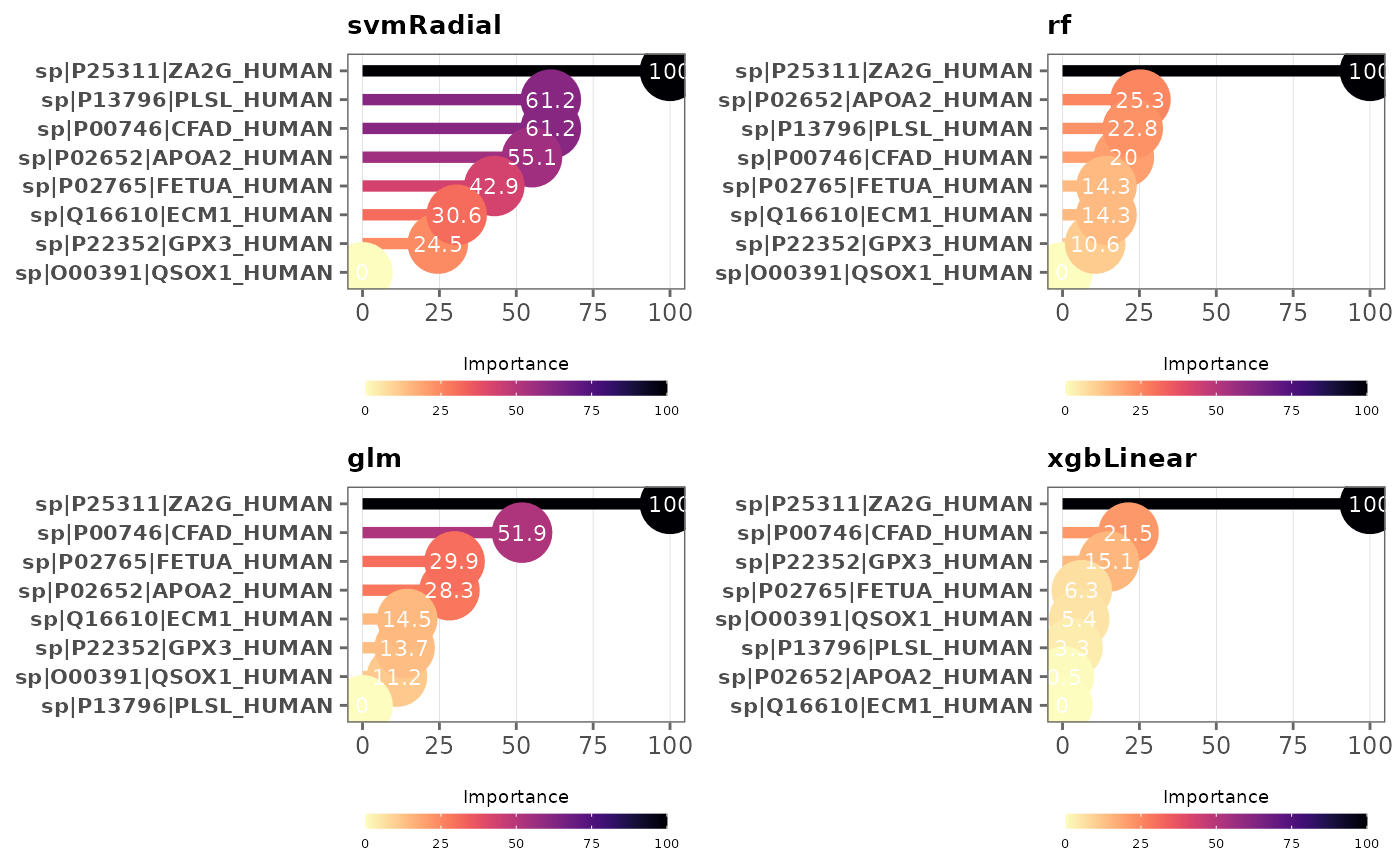 svmRadial
sp|P25311|ZA2G_HUMAN 100
sp|P13796|PLSL_HUMAN 61.2
sp|P00746|CFAD_HUMAN 61.2
sp|P02652|APOA2_HUMAN 55.1
sp|P02765|FETUA_HUMAN 42.9
sp|Q16610|ECM1_HUMAN 30.6
sp|P22352|GPX3_HUMAN 24.5
sp|O00391|QSOX1_HUMAN 0
0 25 50 75 100
Importance
0 25 50 75 100
rf
sp|P25311|ZA2G_HUMAN 100
sp|P02652|APOA2_HUMAN 25.3
sp|P13796|PLSL_HUMAN 22.8
sp|P00746|CFAD_HUMAN 20
sp|P02765|FETUA_HUMAN 14.3
sp|Q16610|ECM1_HUMAN 14.3
sp|P22352|GPX3_HUMAN 10.6
sp|O00391|QSOX1_HUMAN 0
0 25 50 75 100
Importance
0 25 50 75 100
glm
sp|P25311|ZA2G_HUMAN 100
sp|P00746|CFAD_HUMAN 51.9
sp|P02765|FETUA_HUMAN 29.9
sp|P02652|APOA2_HUMAN 28.3
sp|Q16610|ECM1_HUMAN 14.5
sp|P22352|GPX3_HUMAN 13.7
sp|O00391|QSOX1_HUMAN 11.2
sp|P13796|PLSL_HUMAN 0
0 25 50 75 100
Importance
0 25 50 75 100
xgbLinear
sp|P25311|ZA2G_HUMAN 100
sp|P00746|CFAD_HUMAN 21.5
sp|P22352|GPX3_HUMAN 15.1
sp|P02765|FETUA_HUMAN 6.3
sp|O00391|QSOX1_HUMAN 5.4
sp|P13796|PLSL_HUMAN 3.3
sp|P02652|APOA2_HUMAN 0.5
sp|Q16610|ECM1_HUMAN 0
0 25 50 75 100
Importance
0 25 50 75 100